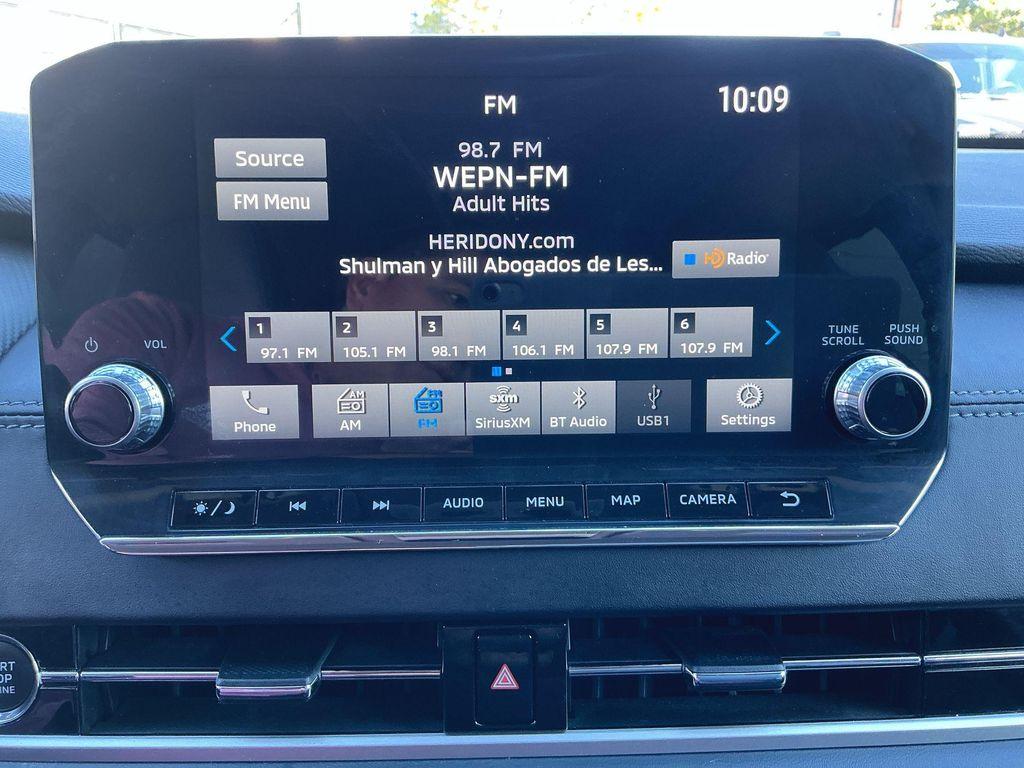 FM
10:09
Source
FM Menu
98.7 FM
WEPN-FM
Adult Hits
HERIDONY.com
Shulman y Hill Abogados de Les...
HD Radio®
1
97.1 FM
2
105.1 FM
3
98.1 FM
4
106.1 FM
5
107.9 FM
6
107.9 FM
VOL
TUNE
SCROLL
PUSH
SOUND
Phone
AM
AM
FM
FM
sxm
SiriusXM
BT Audio
USB1
Settings
AUDIO
MENU
MAP
CAMERA